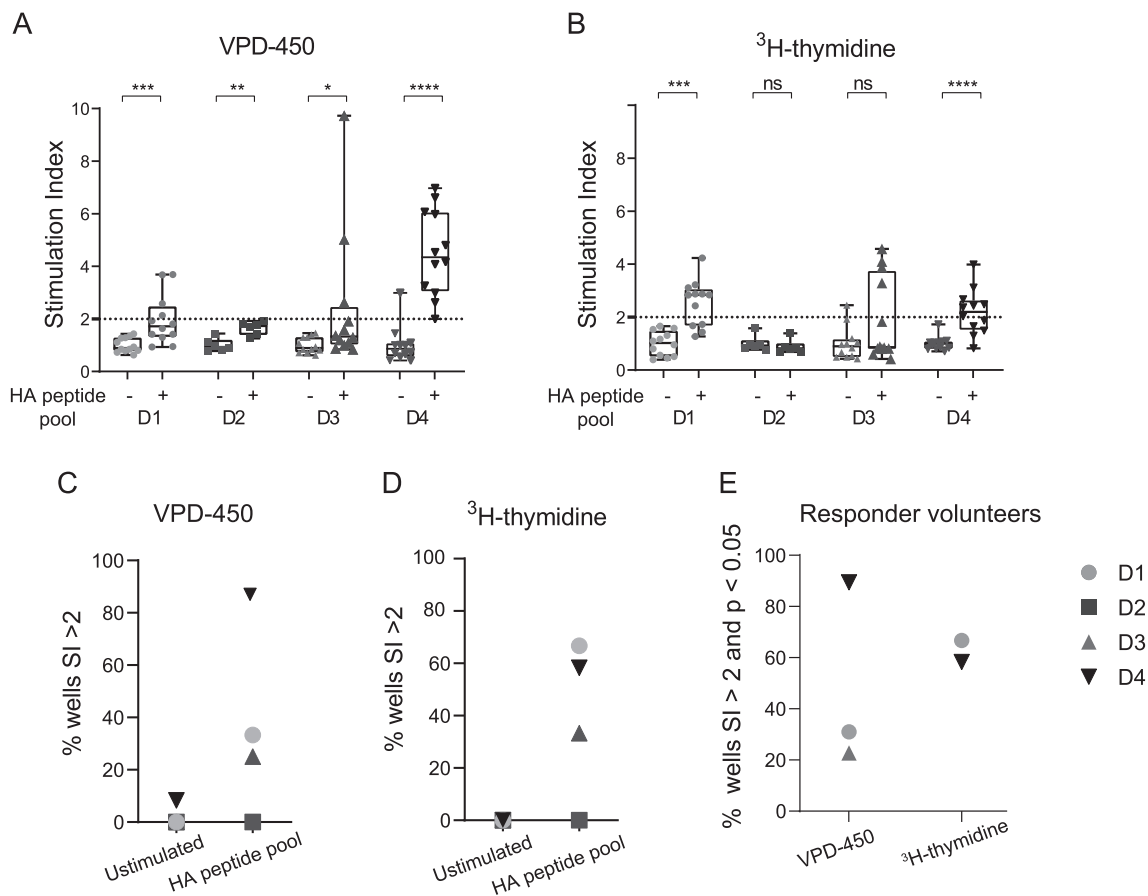 A
VPD-450
*** ** * ****
Stimulation Index
10
8
6
4
2
0
HA peptide pool
- + - + - + - +
D1 D2 D3 D4
B
³H-thymidine
*** ns ns ****
Stimulation Index
8
6
4
2
0
HA peptide pool
- + - + - + - +
D1 D2 D3 D4
C
VPD-450
% wells SI >2
100
80
60
40
20
0
Ustimulated
HA peptide pool
D
³H-thymidine
% wells SI >2
100
80
60
40
20
0
Ustimulated
HA peptide pool
E
Responder volunteers
% wells SI > 2 and p < 0.05
100
80
60
40
20
0
VPD-450
³H-thymidine
D1
D2
D3
D4